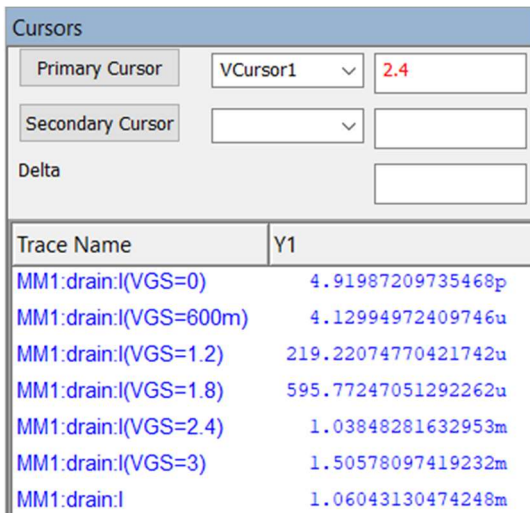 Cursors
Primary Cursor VCursor1 2.4
Secondary Cursor
Delta
Trace Name Y1
MM1:drain:I(VGS=0) 4.91987209735468p
MM1:drain:I(VGS=600m) 4.12994972409746u
MM1:drain:I(VGS=1.2) 219.22074770421742u
MM1:drain:I(VGS=1.8) 595.77247051292262u
MM1:drain:I(VGS=2.4) 1.03848281632953m
MM1:drain:I(VGS=3) 1.50578097419232m
MM1:drain:I 1.06043130474248m